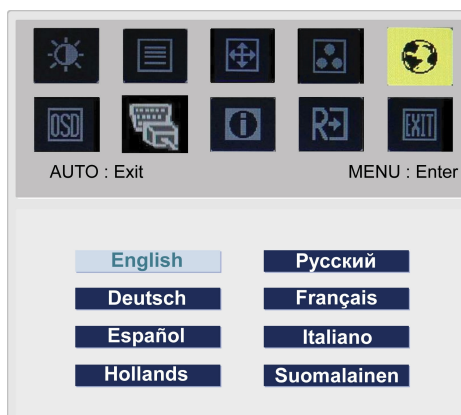 OSD
i
R
EXIT
AUTO : Exit
MENU : Enter
English
Русский
Deutsch
Français
Español
Italiano
Hollands
Suomalainen